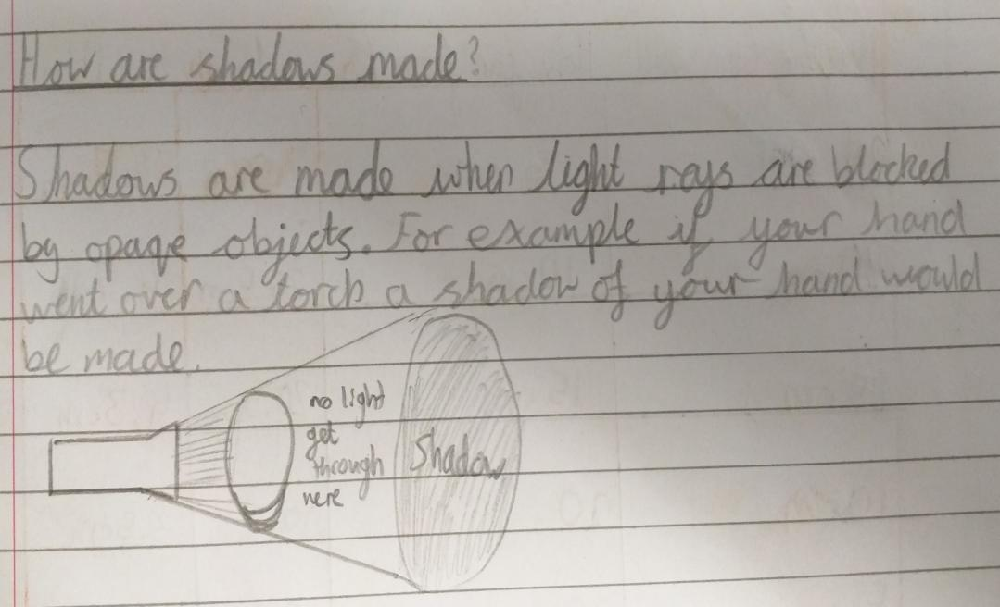 How are shadows made?
Shadows are made when light rays are blocked
by opaqe objects. For example if your hand
went over a torch a shadow of your hand would
be made.
no light
get
through
here
Shadow